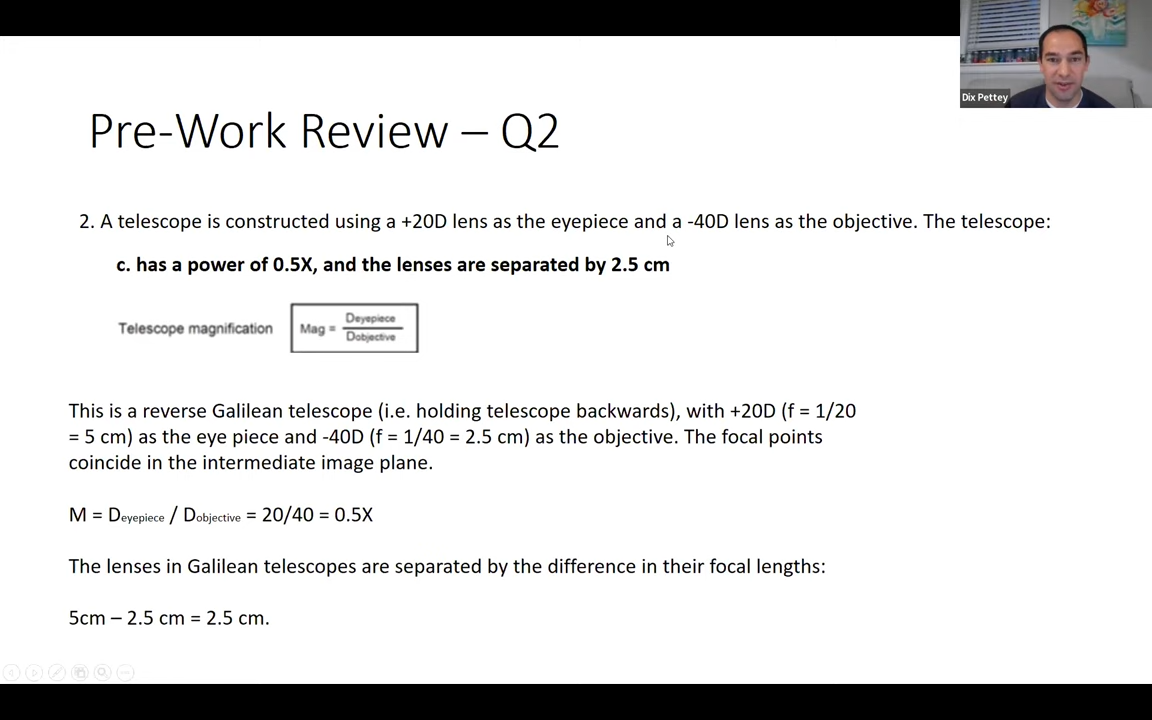 Dix Pettey
Pre-Work Review – Q2
2. A telescope is constructed using a +20D lens as the eyepiece and a -40D lens as the objective. The telescope:
c. has a power of 0.5X, and the lenses are separated by 2.5 cm
Telescope magnification Mag = Deyepiece / Dobjective
This is a reverse Galilean telescope (i.e. holding telescope backwards), with +20D (f = 1/20
= 5 cm) as the eye piece and -40D (f = 1/40 = 2.5 cm) as the objective. The focal points
coincide in the intermediate image plane.
M = Deyepiece / Dobjective = 20/40 = 0.5X
The lenses in Galilean telescopes are separated by the difference in their focal lengths:
5cm – 2.5 cm = 2.5 cm.